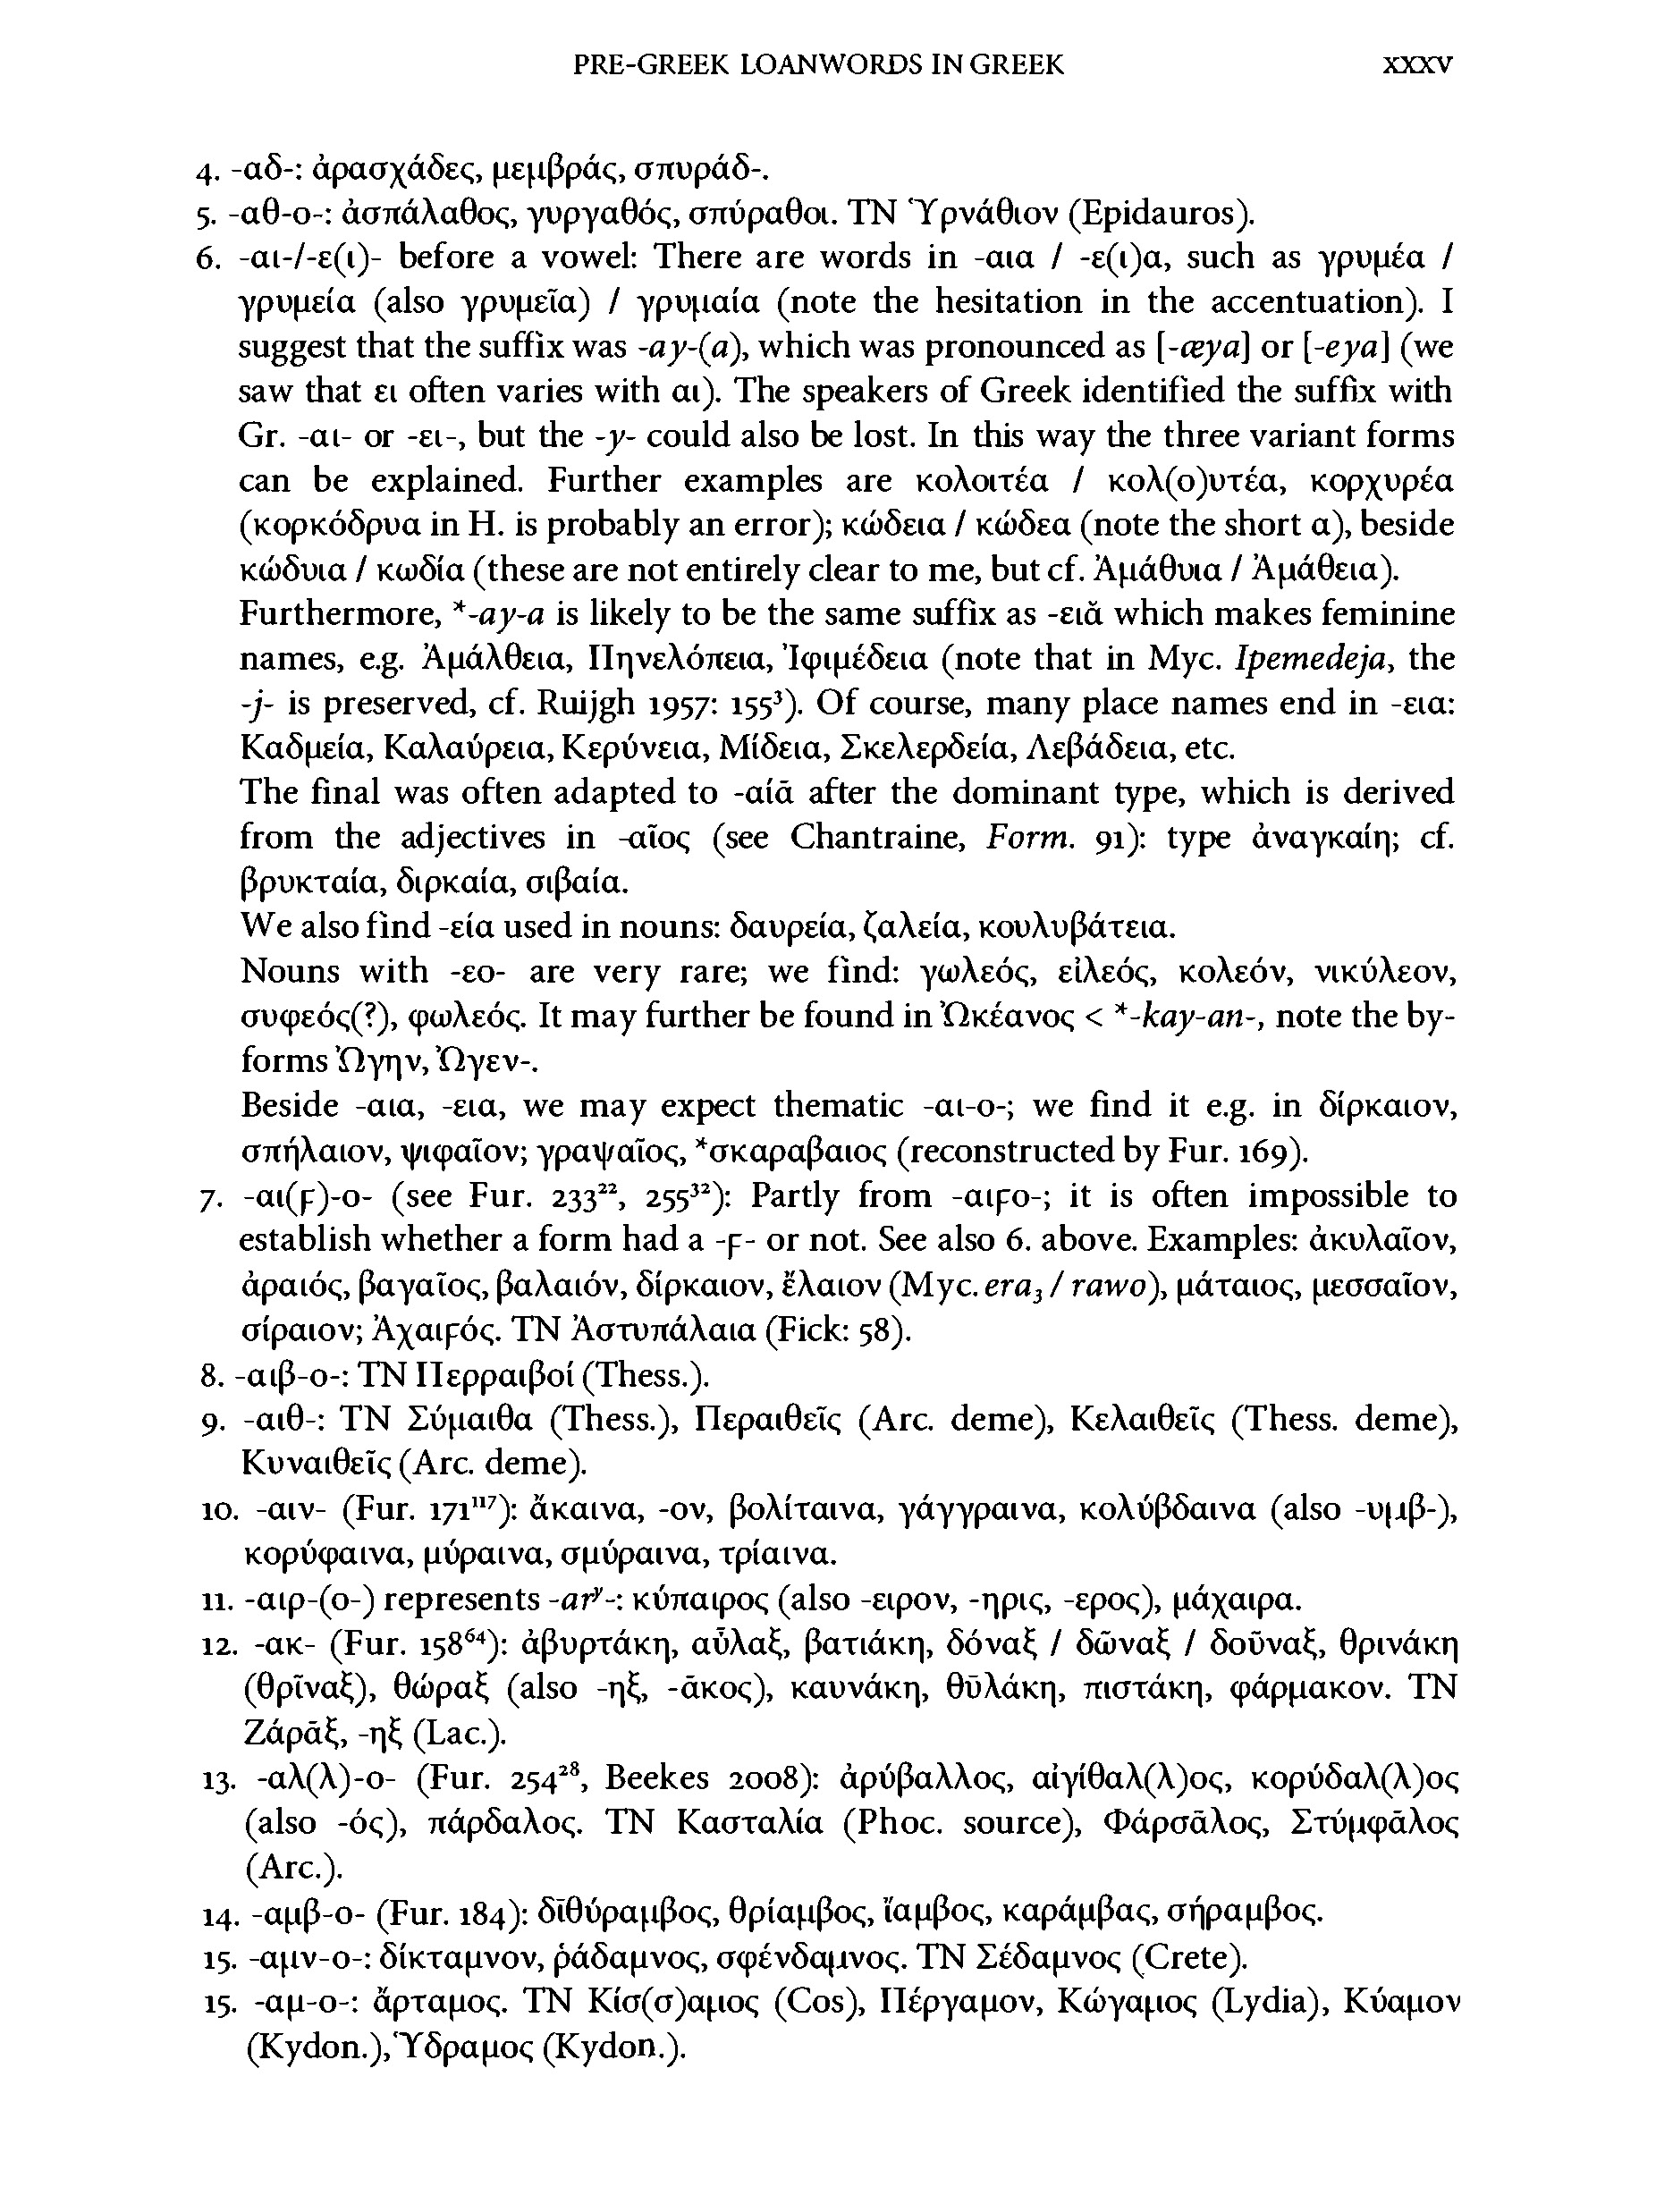 PRE-GREEK LOANWORDS IN GREEK xxxv
4. -αδ-: ἀρασχάδες, μεμβράς, σπυράδ-.
5. -αθ-ο-: ἀσπάλαθος, γυργαθός, σπύραθοι. TN Ὑρνάθιον (Epidauros).
6. -αι-/-ε(ι)- before a vowel: There are words in -αια / -ε(ι)α, such as γρυμέα /
γρυμεία (also γρυμεῖα) / γρυμαία (note the hesitation in the accentuation). I
suggest that the suffix was -ay-(a), which was pronounced as [-æya] or [-eya] (we
saw that ει often varies with αι). The speakers of Greek identified the suffix with
Gr. -αι- or -ει-, but the -y- could also be lost. In this way the three variant forms
can be explained. Further examples are κολοιτέα / κολ(ο)υτέα, κορχυρέα
(κορκόδρυα in H. is probably an error); κώδεια / κώδεα (note the short α), beside
κώδυια / κωδία (these are not entirely clear to me, but cf. Ἀμάθυια / Ἀμάθεια).
Furthermore, *-ay-a is likely to be the same suffix as -ειᾰ which makes feminine
names, e.g. Ἀμάλθεια, Πηνελόπεια, Ἰφιμέδεια (note that in Myc. Ipemedeja, the
-j- is preserved, cf. Ruijgh 1957: 155³). Of course, many place names end in -εια:
Καδμεία, Καλαύρεια, Κερύνεια, Μίδεια, Σκελερδεία, Λεβάδεια, etc.
The final was often adapted to -αίᾱ after the dominant type, which is derived
from the adjectives in -αῖος (see Chantraine, Form. 91): type ἀναγκαίη; cf.
βρυκταία, διρκαία, σιβαία.
We also find -εία used in nouns: δαυρεία, ζαλεία, κουλυβάτεια.
Nouns with -εο- are very rare; we find: γωλεός, εἰλεός, κολεόν, νικύλεον,
συφεός(?), φωλεός. It may further be found in Ὠκέανος < *-kay-an-, note the by-
forms Ὠγην, Ὠγεν-.
Beside -αια, -εια, we may expect thematic -αι-ο-; we find it e.g. in δίρκαιον,
σπήλαιον, ψιφαῖον; γραψαῖος, *σκαραβαιος (reconstructed by Fur. 169).
7. -αι(ϝ)-ο- (see Fur. 233²², 255³²): Partly from -αιϝο-; it is often impossible to
establish whether a form had a -ϝ- or not. See also 6. above. Examples: ἀκυλαῖον,
ἀραιός, βαγαῖος, βαλαιόν, δίρκαιον, ἔλαιον (Myc. era₃ / rawo), μάταιος, μεσσαῖον,
σίραιον; Ἀχαιϝός. TN Ἀστυπάλαια (Fick: 58).
8. -αιβ-ο-: TN Περραιβοί (Thess.).
9. -αιθ-: TN Σύμαιθα (Thess.), Περαιθεῖς (Arc. deme), Κελαιθεῖς (Thess. deme),
Κυναιθεῖς (Arc. deme).
10. -αιν- (Fur. 171¹¹⁷): ἄκαινα, -ον, βολίταινα, γάγγραινα, κολύβδαινα (also -υμβ-),
κορύφαινα, μύραινα, σμύραινα, τρίαινα.
11. -αιρ-(ο-) represents -arʸ-: κύπαιρος (also -ειρον, -ηρις, -ερος), μάχαιρα.
12. -ακ- (Fur. 158⁶⁴): ἀβυρτάκη, αὖλαξ, βατιάκη, δόναξ / δῶναξ / δοῦναξ, θρινάκη
(θρῖναξ), θώραξ (also -ηξ, -ᾱκος), καυνάκη, θῡλάκη, πιστάκη, φάρμακον. TN
Ζάρᾱξ, -ηξ (Lac.).
13. -αλ(λ)-ο- (Fur. 254²⁸, Beekes 2008): ἀρύβαλλος, αἰγίθαλ(λ)ος, κορύδαλ(λ)ος
(also -ός), πάρδαλος. TN Κασταλία (Phoc. source), Φάρσᾱλος, Στύμφᾱλος
(Arc.).
14. -αμβ-ο- (Fur. 184): δῑθύραμβος, θρίαμβος, ἴαμβος, καράμβας, σήραμβος.
15. -αμν-ο-: δίκταμνον, ῥάδαμνος, σφένδαμνος. TN Σέδαμνος (Crete).
15. -αμ-ο-: ἄρταμος. TN Κίσ(σ)αμος (Cos), Πέργαμον, Κώγαμος (Lydia), Κύαμον
(Kydon.), Ὕδραμος (Kydon.).